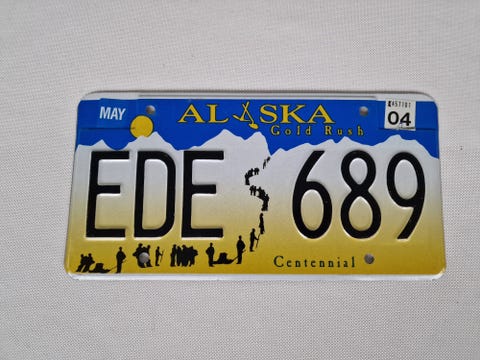 MAY
ALASKA
04
Gold Rush
EDE 689
Centennial